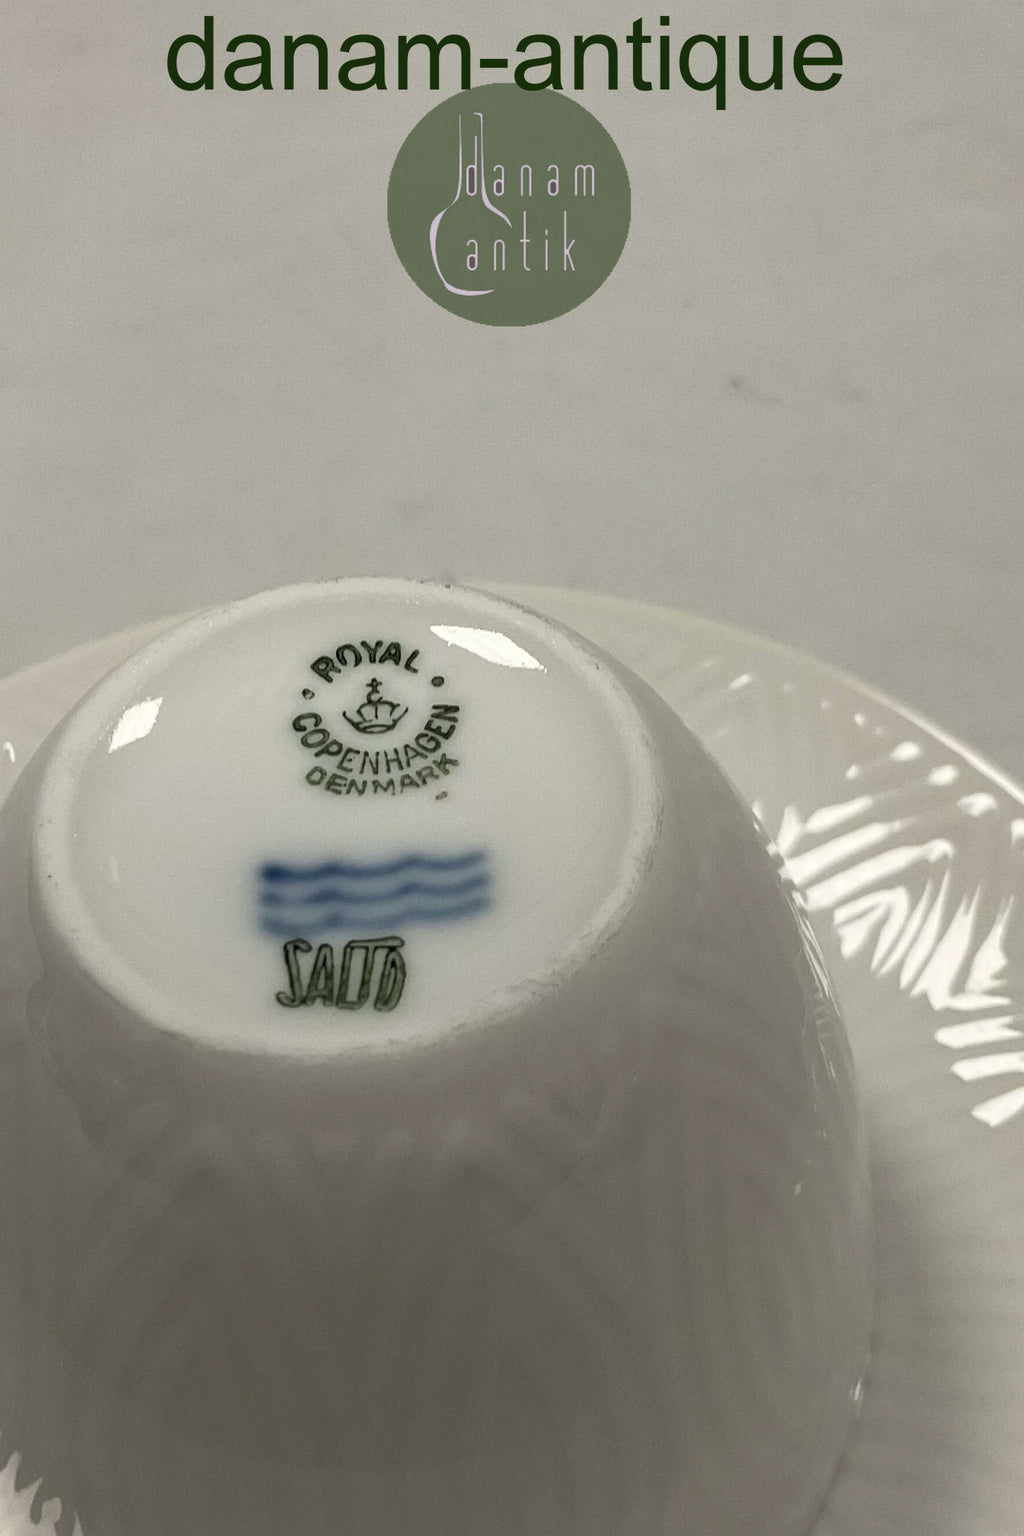 danam-antique
danam
antik
ROYAL
COPENHAGEN
DENMARK
SALTO